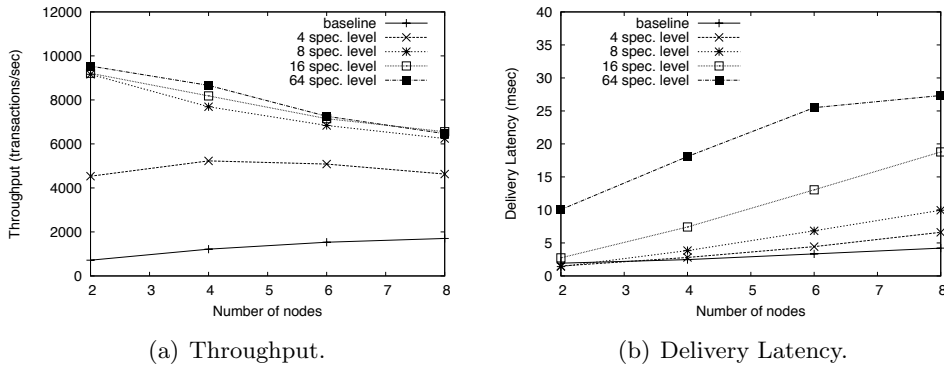 baseline
4 spec. level
8 spec. level
16 spec. level
64 spec. level
14000
12000
10000
8000
6000
4000
2000
0
Throughput (transactions/sec)
2
3
4
5
6
7
8
Number of nodes
(a) Throughput.
baseline
4 spec. level
8 spec. level
16 spec. level
64 spec. level
40
35
30
25
20
15
10
5
0
Delivery Latency (msec)
2
3
4
5
6
7
8
Number of nodes
(b) Delivery Latency.